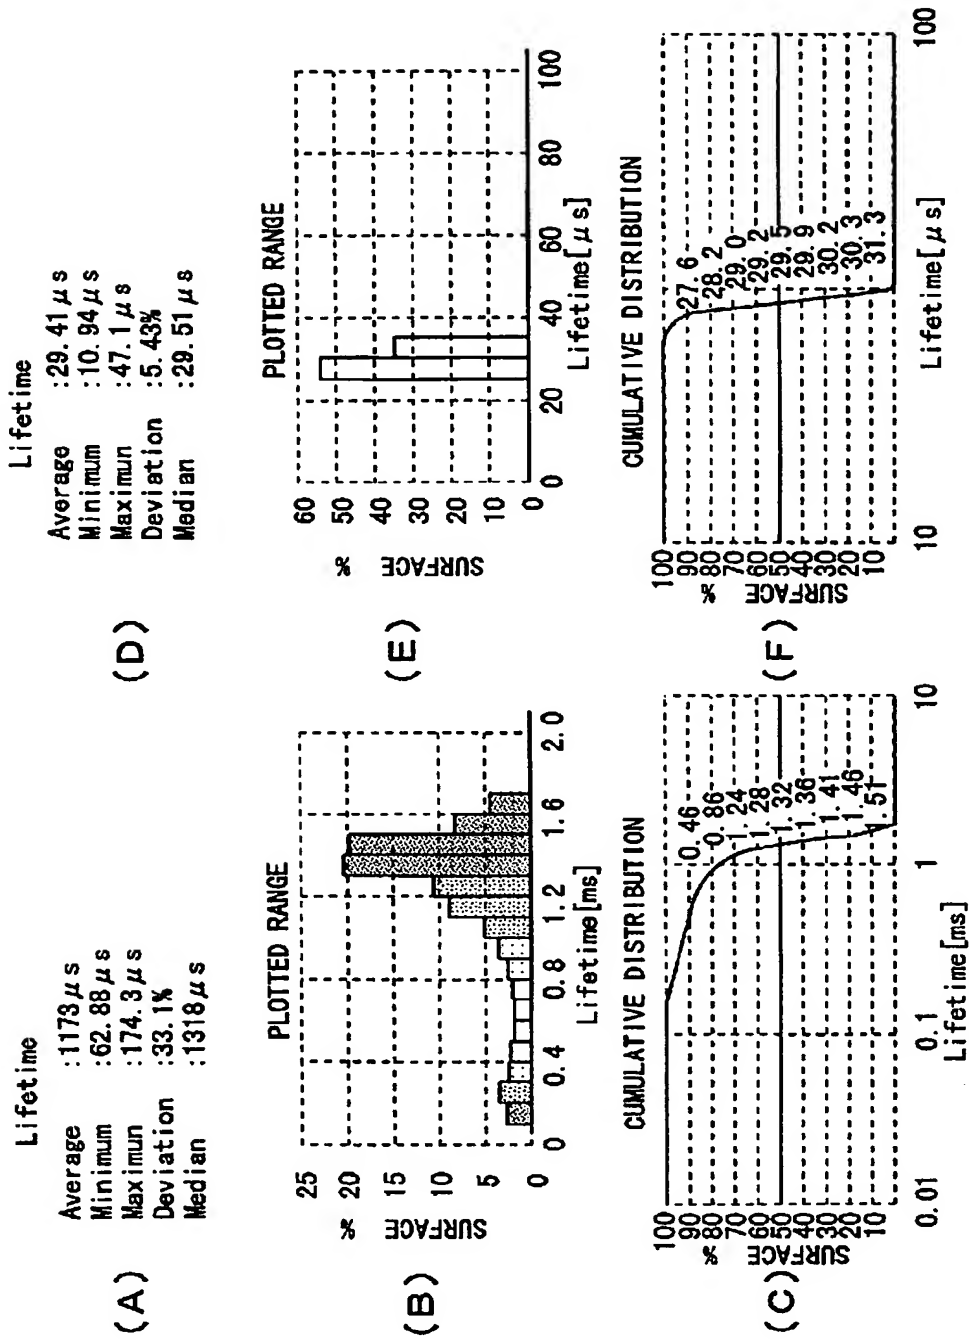 (A)
Lifetime
Average :1173μs
Minimum :62.88μs
Maximun :174.3μs
Deviation :33.1%
Median :1318μs
(B)
PLOTTED RANGE
SURFACE %
25
20
15
10
5
0
0 0.4 0.8 1.2 1.6 2.0
Lifetime[ms]
(C)
CUMULATIVE DISTRIBUTION
SURFACE %
100
90 0.46
80 0.86
70 1.24
60 1.28
50 1.32
40 1.36
30 1.41
20 1.46
10 1.51
0.01 0.1 1 10
Lifetime[ms]
(D)
Lifetime
Average :29.41μs
Minimum :10.94μs
Maximun :47.1μs
Deviation :5.43%
Median :29.51μs
(E)
PLOTTED RANGE
SURFACE %
60
50
40
30
20
10
0
0 20 40 60 80 100
Lifetime[μs]
(F)
CUMULATIVE DISTRIBUTION
SURFACE %
100
90 27.6
80 28.2
70 29.0
60 29.2
50 29.5
40 29.9
30 30.2
20 30.3
10 31.3
10 100
Lifetime[μs]